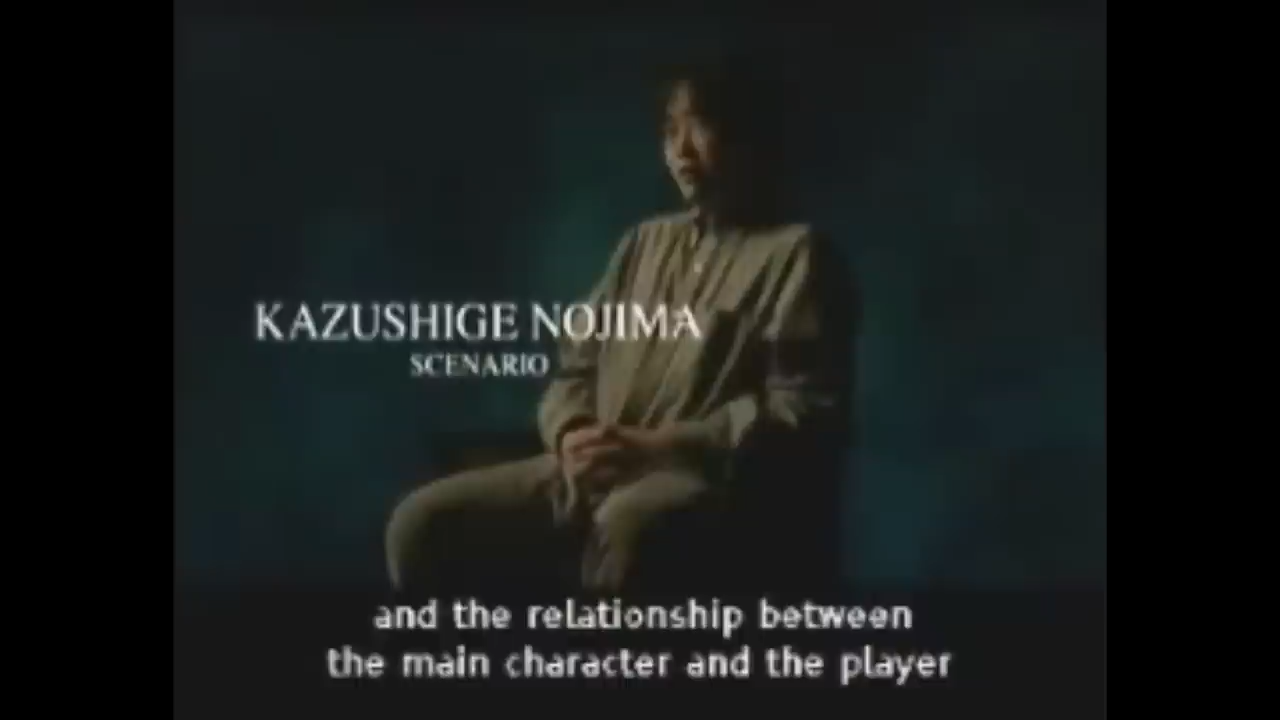 KAZUSHIGE NOJIMA
SCENARIO
and the relationship between
the main character and the player